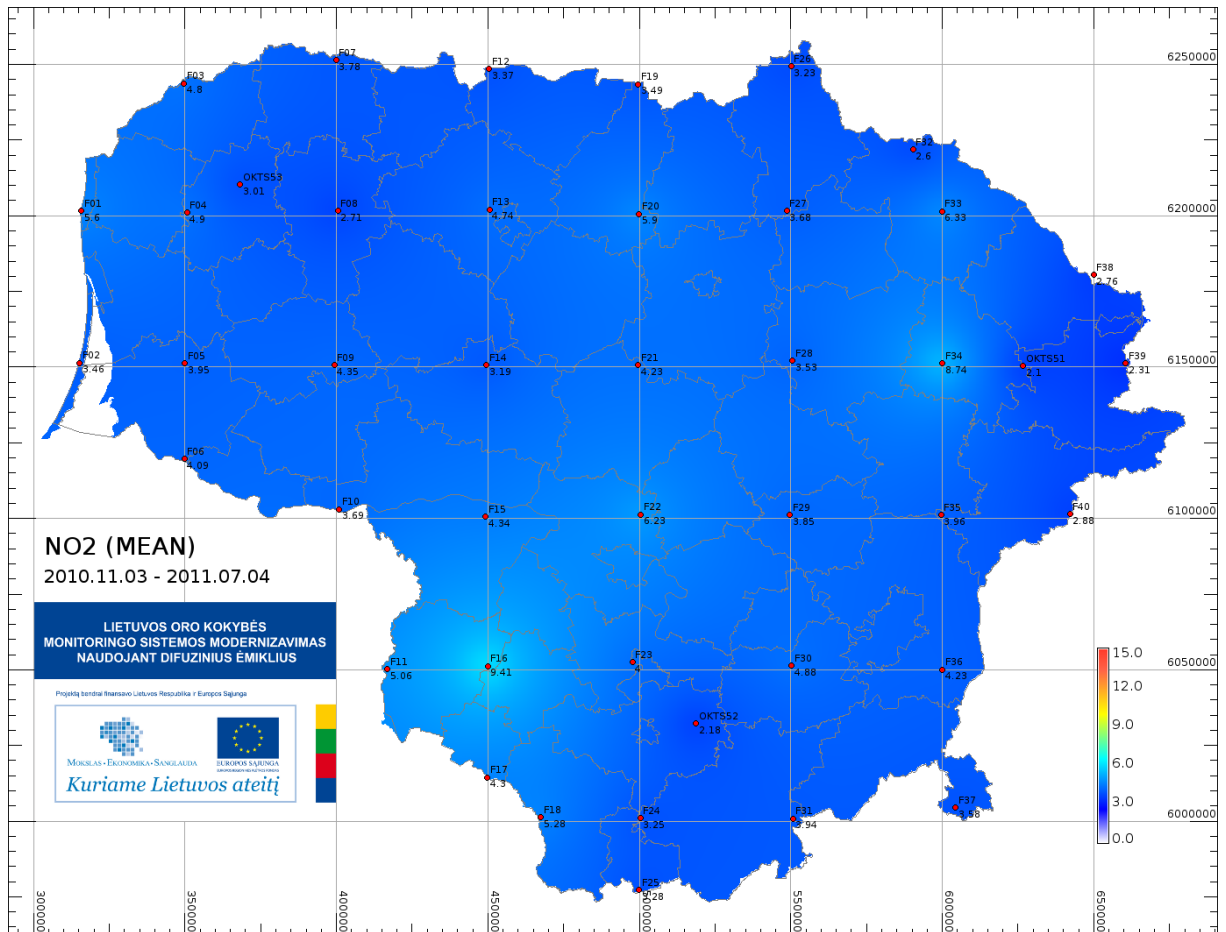 F07
3.78
F26
3.23
6250000
F12
3.37
F03
4.8
F19
3.49
F32
2.6
OKTS53
3.01
F01
5.6
F04
4.9
F08
2.71
F13
4.74
F20
5.9
F27
3.68
F33
6.33
6200000
F38
2.76
F02
3.46
F05
3.95
F09
4.35
F14
3.19
F21
4.23
F28
3.53
F34
8.74
OKTS51
2.1
F39
2.31
6150000
F06
4.09
F10
3.69
F15
4.34
F22
6.23
F29
3.85
F35
3.96
F40
2.88
6100000
NO2 (MEAN)
2010.11.03 - 2011.07.04
LIETUVOS ORO KOKYBĖS
MONITORINGO SISTEMOS MODERNIZAVIMAS
NAUDOJANT DIFUZINIUS ĖMIKLIUS
F11
5.06
F16
9.41
F23
4
F30
4.88
F36
4.23
6050000
15.0
12.0
9.0
6.0
3.0
0.0
Projektą bendrai finansavo Lietuvos Respublika ir Europos Sąjunga
MOKSLAS • EKONOMIKA • SANGLAUDA
EUROPOS SĄJUNGA
Kuriame Lietuvos ateitį
OKTS52
2.18
F17
4.3
F18
5.28
F24
3.25
F31
3.94
F37
3.58
6000000
F25
3.28
300000
350000
400000
450000
500000
550000
600000
650000